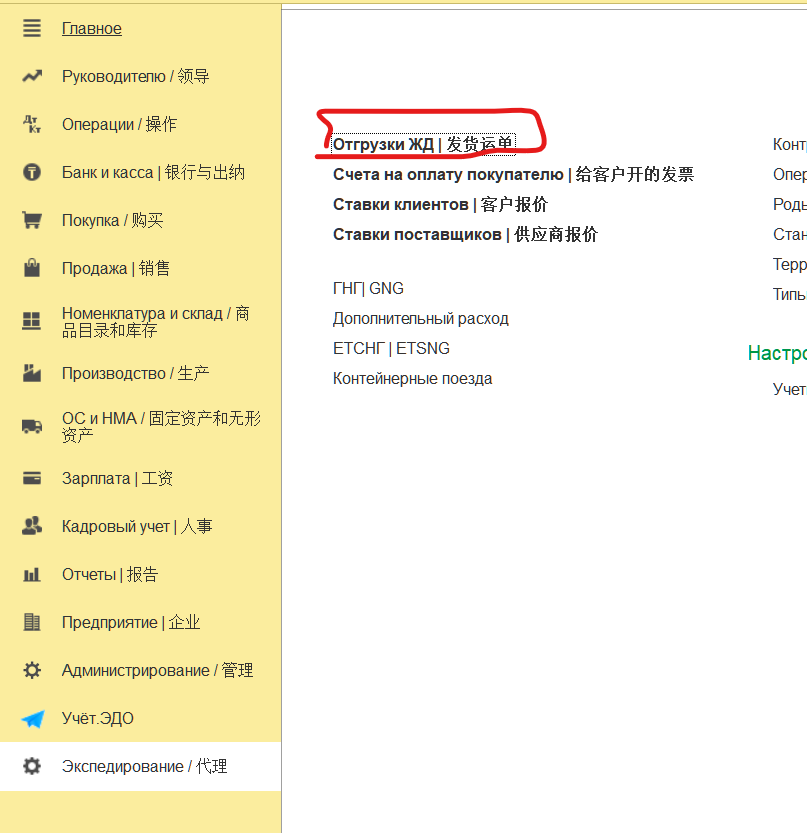 Главное
Руководителю / 领导
Операции / 操作
Банк и касса | 银行与出纳
Покупка / 购买
Продажа | 销售
Номенклатура и склад / 商
品目录和库存
Производство / 生产
ОС и НМА / 固定资产和无形
资产
Зарплата | 工资
Кадровый учет | 人事
Отчеты | 报告
Предприятие | 企业
Администрирование / 管理
Учёт.ЭДО
Экспедирование / 代理
Отгрузки ЖД | 发货运单
Счета на оплату покупателю | 给客户开的发票
Ставки клиентов | 客户报价
Ставки поставщиков | 供应商报价
ГНГ| GNG
Дополнительный расход
ЕТСНГ | ETSNG
Контейнерные поезда
Конт
Опер
Роды
Стан
Терр
Типы
Настро
Учет